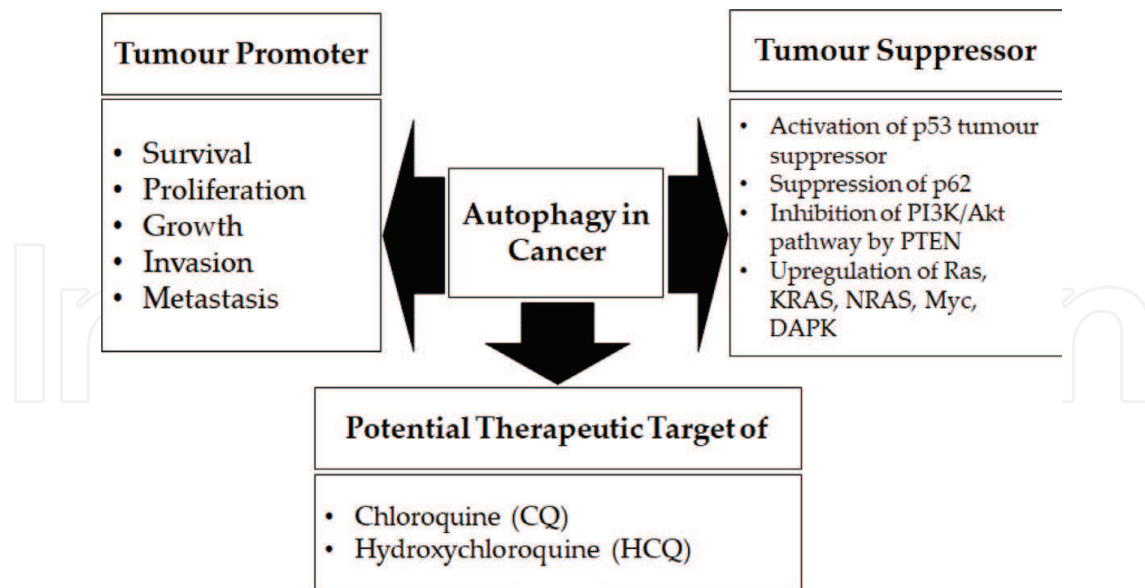 Tumour Promoter
• Survival
• Proliferation
• Growth
• Invasion
• Metastasis
Autophagy in
Cancer
Tumour Suppressor
• Activation of p53 tumour
suppressor
• Suppression of p62
• Inhibition of PI3K/Akt
pathway by PTEN
• Upregulation of Ras,
KRAS, NRAS, Myc,
DAPK
Potential Therapeutic Target of
• Chloroquine (CQ)
• Hydroxychloroquine (HCQ)